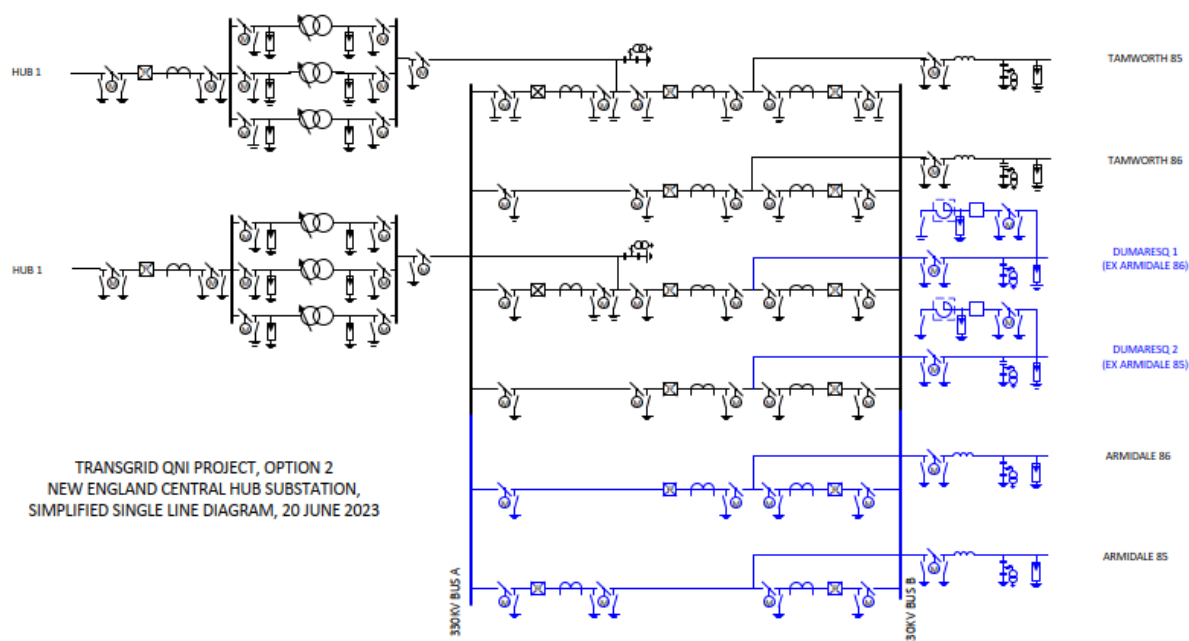 HUB 1
TAMWORTH 85
TAMWORTH 86
HUB 1
DUMARESQ 1
(EX ARMIDALE 86)
DUMARESQ 2
(EX ARMIDALE 85)
ARMIDALE 86
ARMIDALE 85
TRANSGRID QNI PROJECT, OPTION 2
NEW ENGLAND CENTRAL HUB SUBSTATION,
SIMPLIFIED SINGLE LINE DIAGRAM, 20 JUNE 2023
330KV BUS A
30KV BUS B